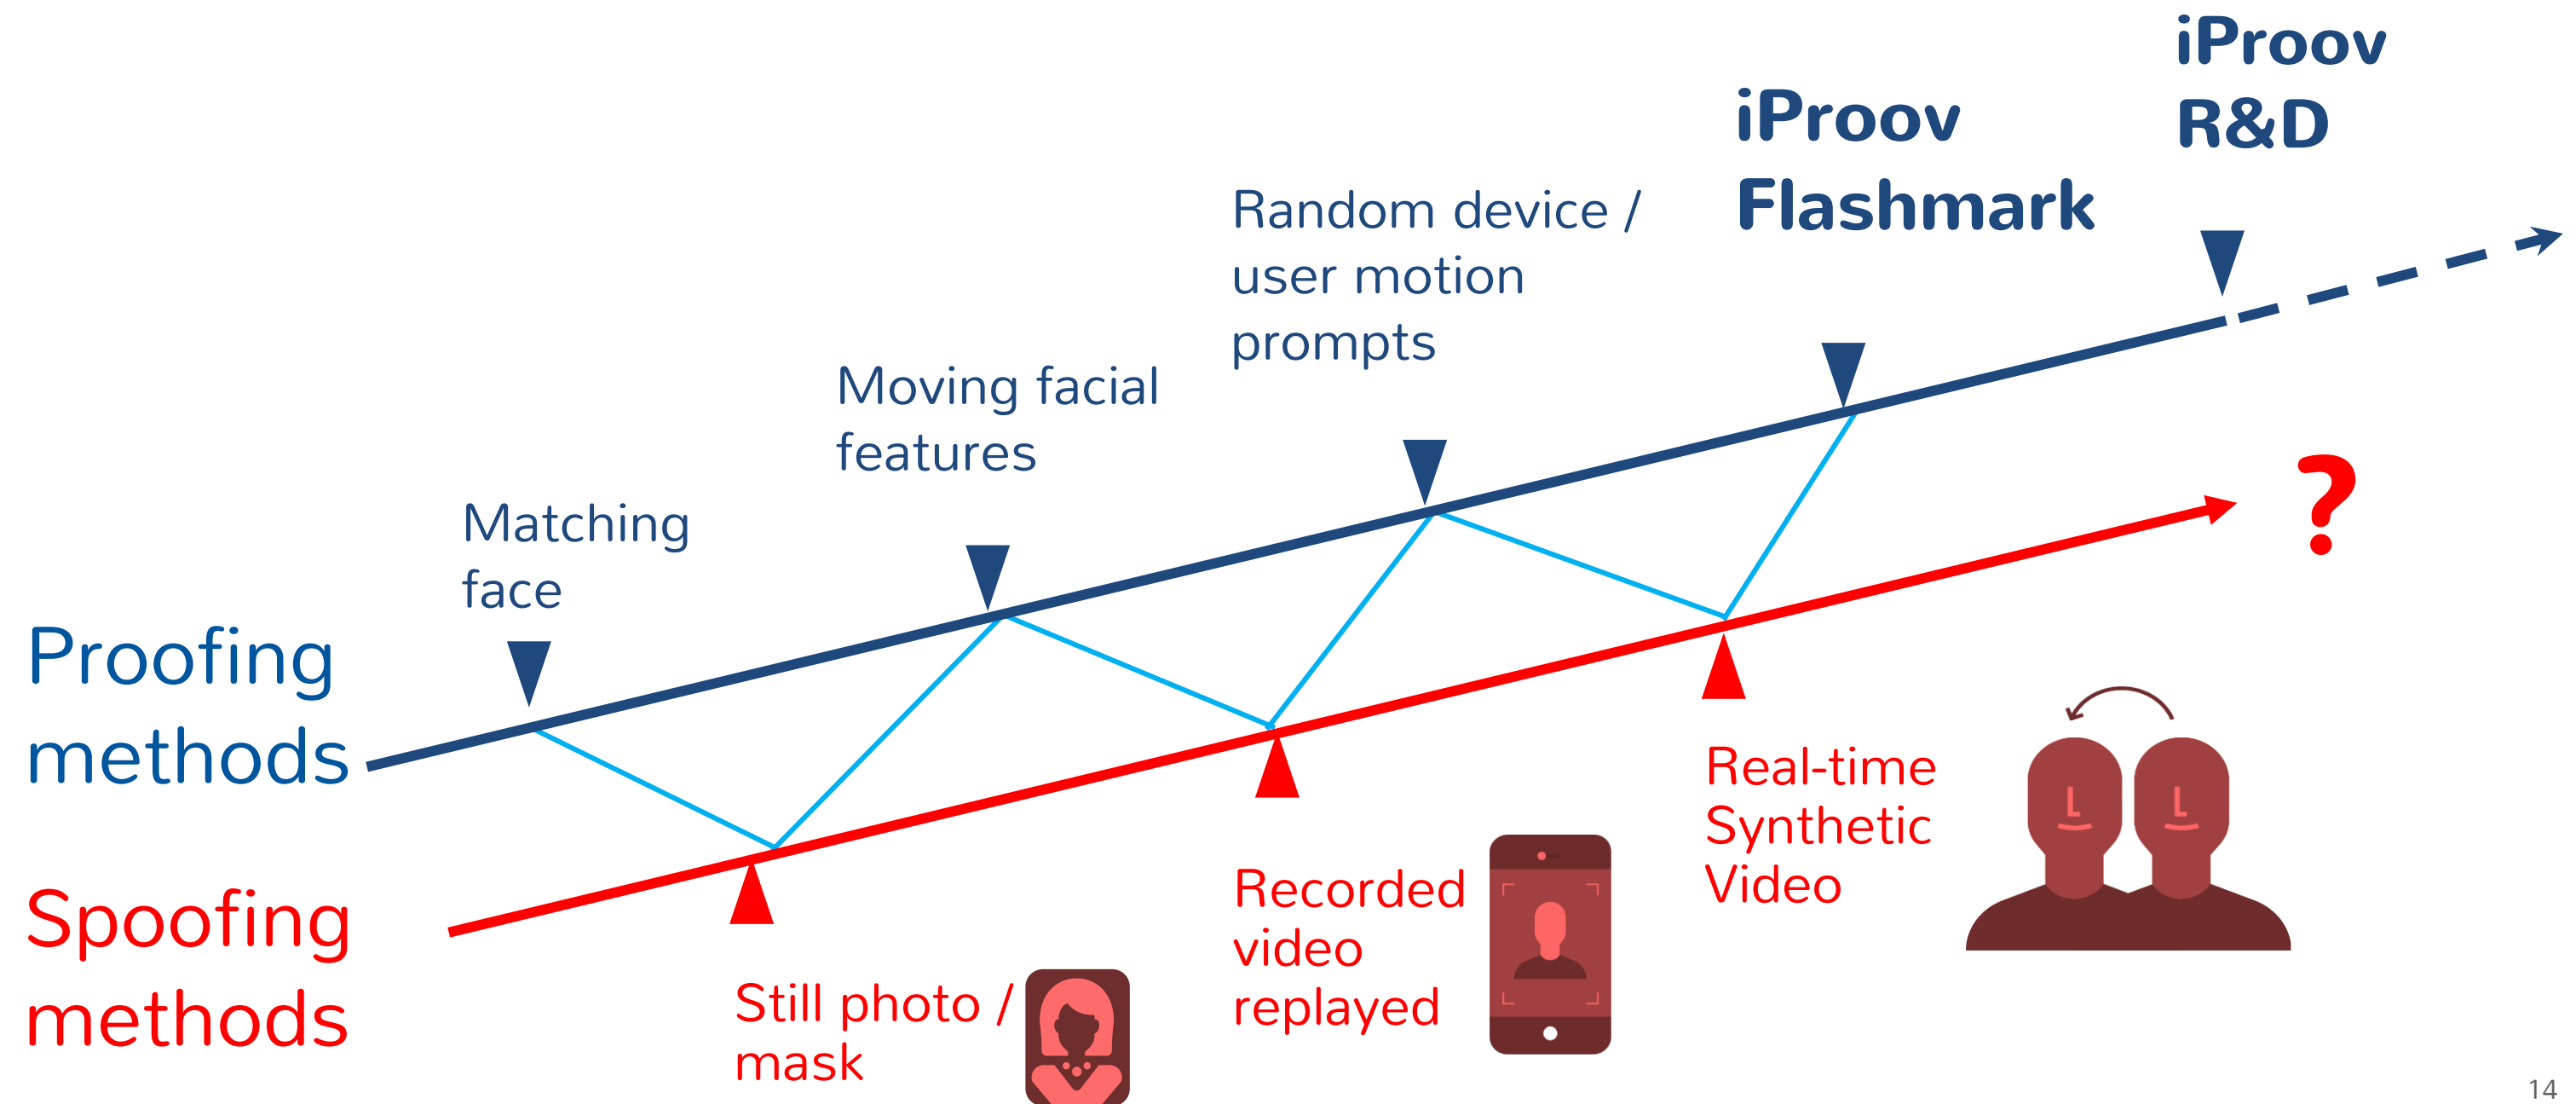 iProov
R&D
iProov
Flashmark
Random device /
user motion
prompts
Moving facial
features
Matching
face
Proofing
methods
?
Spoofing
methods
Still photo /
mask
Recorded
video
replayed
Real-time
Synthetic
Video
14